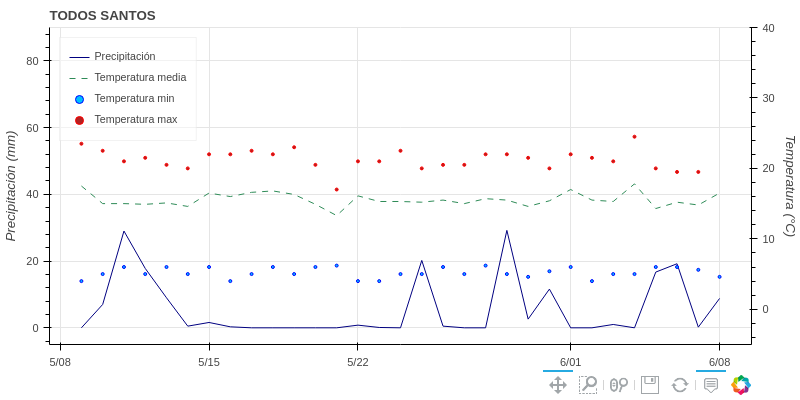 TODOS SANTOS
Precipitación
Temperatura media
Temperatura min
Temperatura max
Precipitación (mm)
80
60
40
20
0
Temperatura (°C)
40
30
20
10
0
5/08
5/15
5/22
6/01
6/08